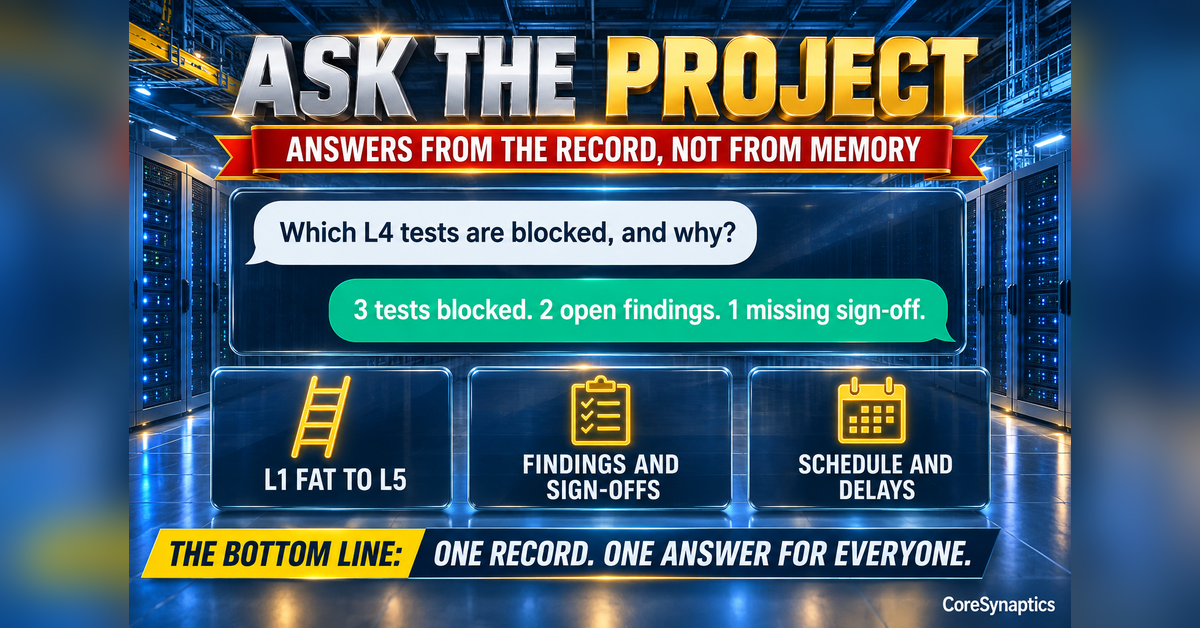 ASK THE PROJECT
ANSWERS FROM THE RECORD, NOT FROM MEMORY
Which L4 tests are blocked, and why?
3 tests blocked. 2 open findings. 1 missing sign-off.
L1 FAT TO L5
FINDINGS AND
SIGN-OFFS
SCHEDULE AND
DELAYS
THE BOTTOM LINE: ONE RECORD. ONE ANSWER FOR EVERYONE.
CoreSynaptics